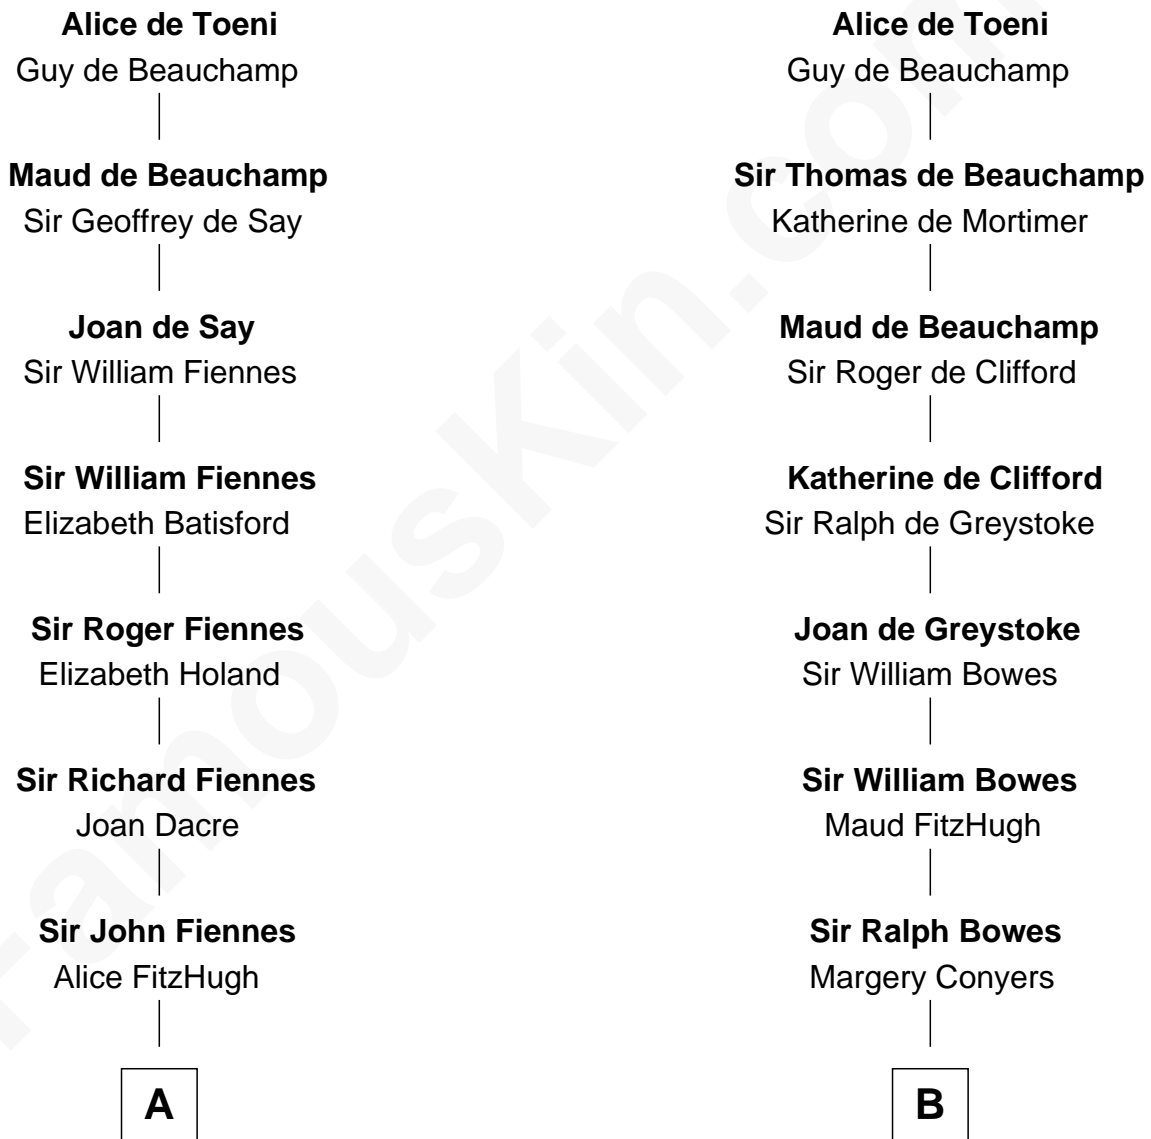 Alice de Toeni
Guy de Beauchamp
Maud de Beauchamp
Sir Geoffrey de Say
Joan de Say
Sir William Fiennes
Sir William Fiennes
Elizabeth Batisford
Sir Roger Fiennes
Elizabeth Holand
Sir Richard Fiennes
Joan Dacre
Sir John Fiennes
Alice FitzHugh
A
Alice de Toeni
Guy de Beauchamp
Sir Thomas de Beauchamp
Katherine de Mortimer
Maud de Beauchamp
Sir Roger de Clifford
Katherine de Clifford
Sir Ralph de Greystoke
Joan de Greystoke
Sir William Bowes
Sir William Bowes
Maud FitzHugh
Sir Ralph Bowes
Margery Conyers
B
FamousKin.com